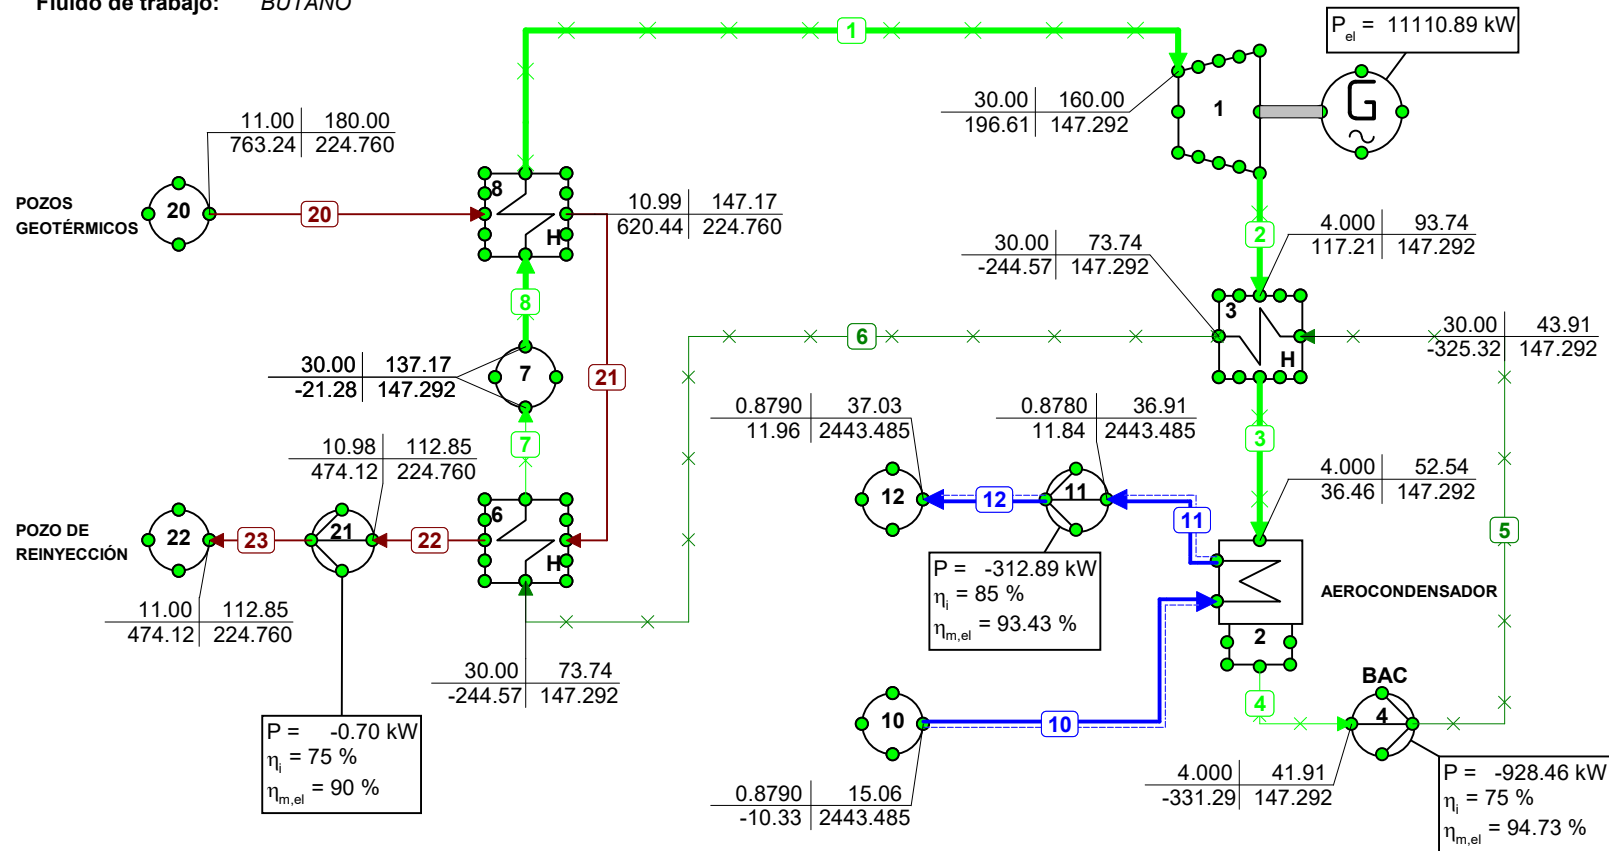 Fluido de trabajo: BUTANO
1
P_el = 11110.89 kW
G
30.00 160.00
196.61 147.292
1
11.00 180.00
763.24 224.760
POZOS
GEOTÉRMICOS
20
20
8
H
10.99 147.17
620.44 224.760
2
4.000 93.74
117.21 147.292
30.00 73.74
-244.57 147.292
3
H
8
6
30.00 43.91
-325.32 147.292
30.00 137.17
-21.28 147.292
7
21
0.8790 37.03
11.96 2443.485
0.8780 36.91
11.84 2443.485
7
10.98 112.85
474.12 224.760
3
4.000 52.54
36.46 147.292
12
12
11
11
5
POZO DE
REINYECCIÓN
22
23
21
22
6
H
P = -312.89 kW
η_i = 85 %
η_m,el = 93.43 %
AEROCONDENSADOR
2
11.00 112.85
474.12 224.760
30.00 73.74
-244.57 147.292
BAC
4
4
10
10
P = -0.70 kW
η_i = 75 %
η_m,el = 90 %
0.8790 15.06
-10.33 2443.485
4.000 41.91
-331.29 147.292
P = -928.46 kW
η_i = 75 %
η_m,el = 94.73 %